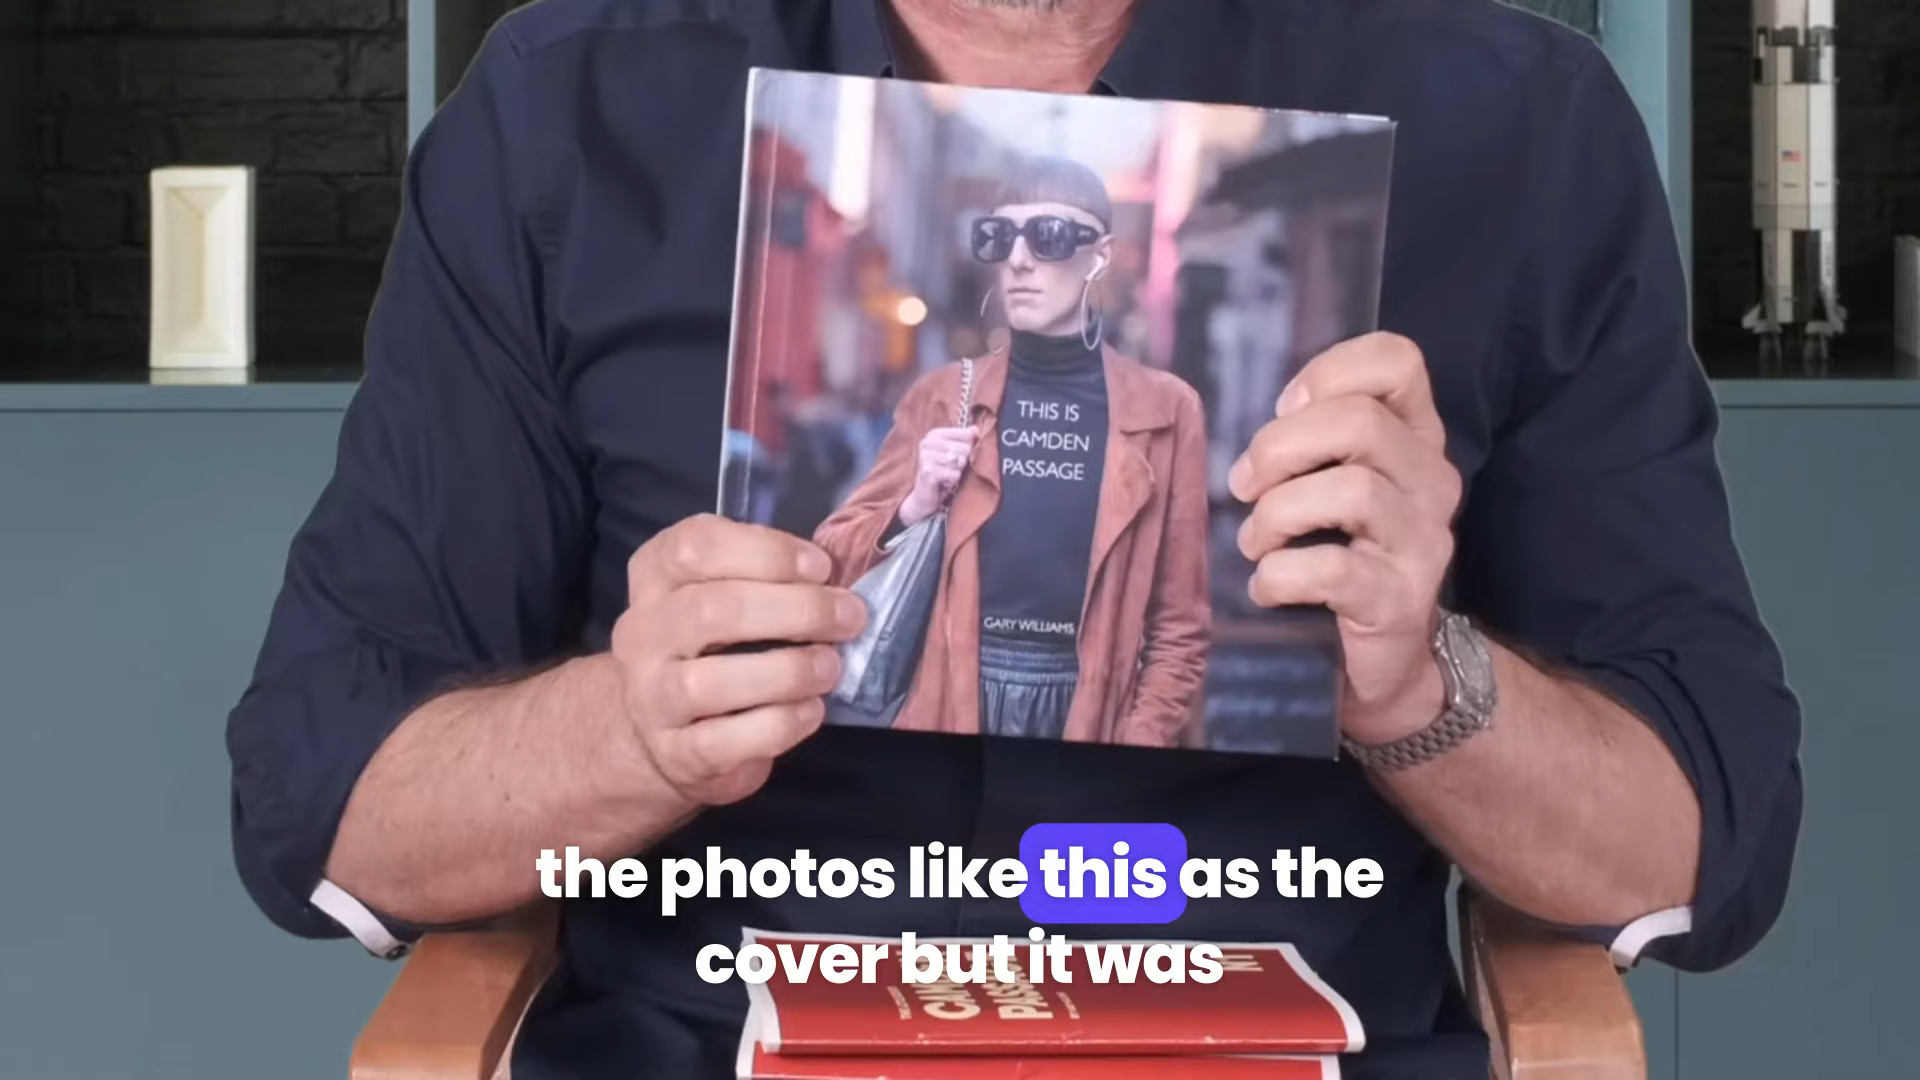 THIS IS
CAMDEN
PASSAGE
GARY WILLIAMS
the photos like this as the
cover but it was